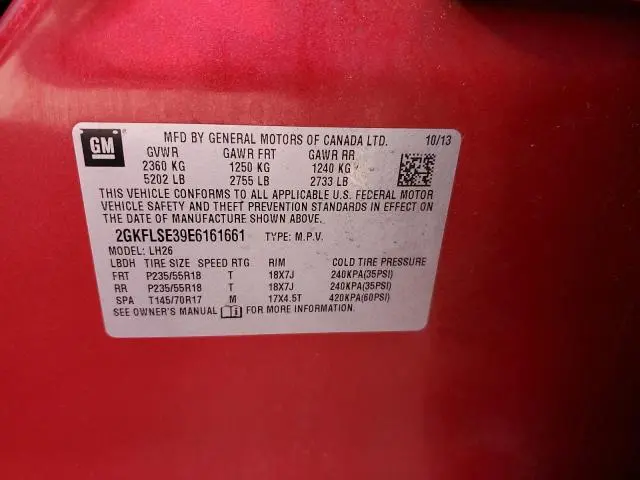 GM
MFD BY GENERAL MOTORS OF CANADA LTD. 10/13
GVWR GAWR FRT GAWR RR
2360 KG 1250 KG 1240 KG
5202 LB 2755 LB 2733 LB
THIS VEHICLE CONFORMS TO ALL APPLICABLE U.S. FEDERAL MOTOR
VEHICLE SAFETY, BUMPER, AND THEFT PREVENTION STANDARDS
IN EFFECT ON THE DATE OF MANUFACTURE SHOWN ABOVE.
2GKFLSE39E6161661 TYPE: M.P.V.
MODEL: LH26
LBDH TIRE SIZE SPEED RTG RIM COLD TIRE PRESSURE
FRT P235/55R18 T 18X7J 240KPA(35PSI)
RR P235/55R18 T 18X7J 240KPA(35PSI)
SPA T145/70R17 M 17X4.5T 420KPA(60PSI)
SEE OWNER'S MANUAL FOR MORE INFORMATION.